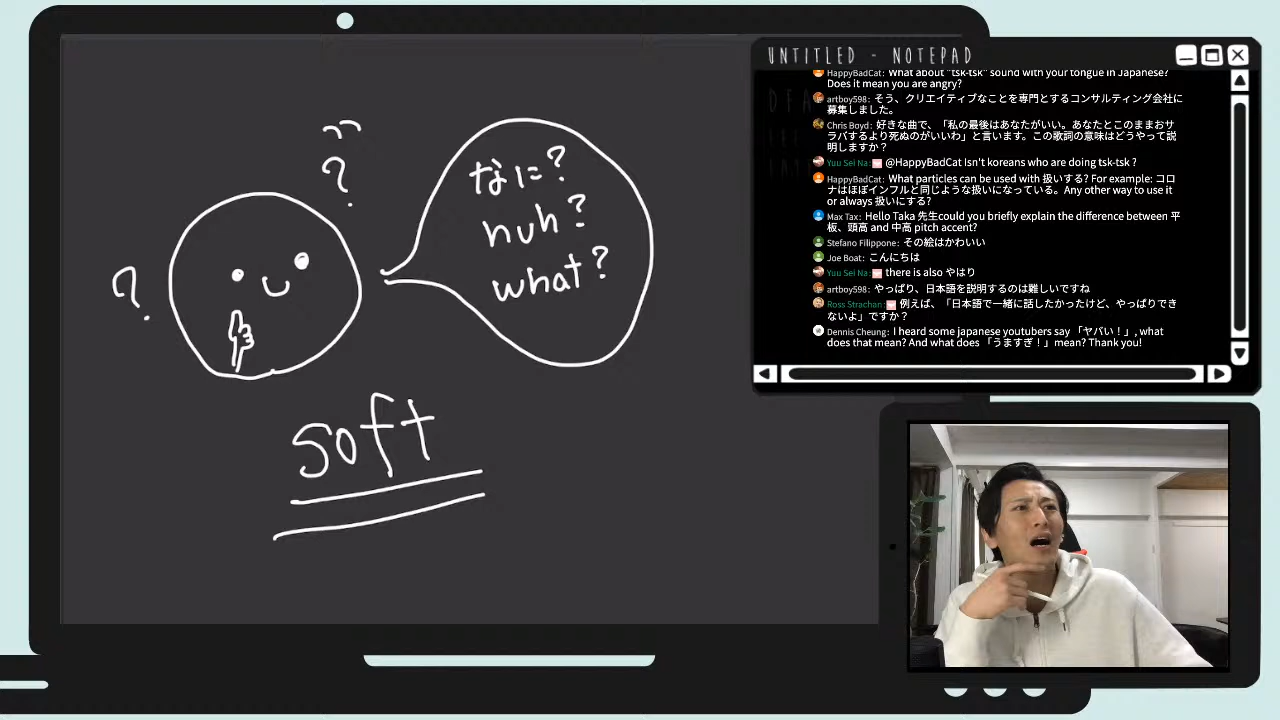 ?
?
なに?
huh?
what?
soft
UNTITLED - NOTEPAD
HappyBadCat: What about "tsk-tsk" sound with your tongue in Japanese?
Does it mean you are angry?
artboy598: そう、クリエイティブなことを専門とするコンサルティング会社に
募集しました。
Chris Boyd: 好きな曲で、「私の最後はあなたがいい。あなたとこのままおサ
ラバするより死ぬのがいいわ」と言います。この歌詞の意味はどうやって説
明しますか?
Yuu Sei Na: @HappyBadCat Isn't koreans who are doing tsk-tsk ?
HappyBadCat: What particles can be used with 扱いする? For example: コロ
ナはほぼインフルと同じような扱いになっている。Any other way to use it
or always 扱いにする?
Max Tax: Hello Taka 先生could you briefly explain the difference between 平
板、頭高 and 中高 pitch accent?
Stefano Filippone: その絵はかわいい
Joe Boat: こんにちは
Yuu Sei Na: there is also やはり
artboy598: やっぱり、日本語を説明するのは難しいですね
Ross Strachan: 例えば、「日本語で一緒に話したかったけど、やっぱりでき
ないよ」ですか?
Dennis Cheung: I heard some japanese youtubers say 「ヤバい！」, what
does that mean? And what does 「うますぎ！」mean? Thank you!